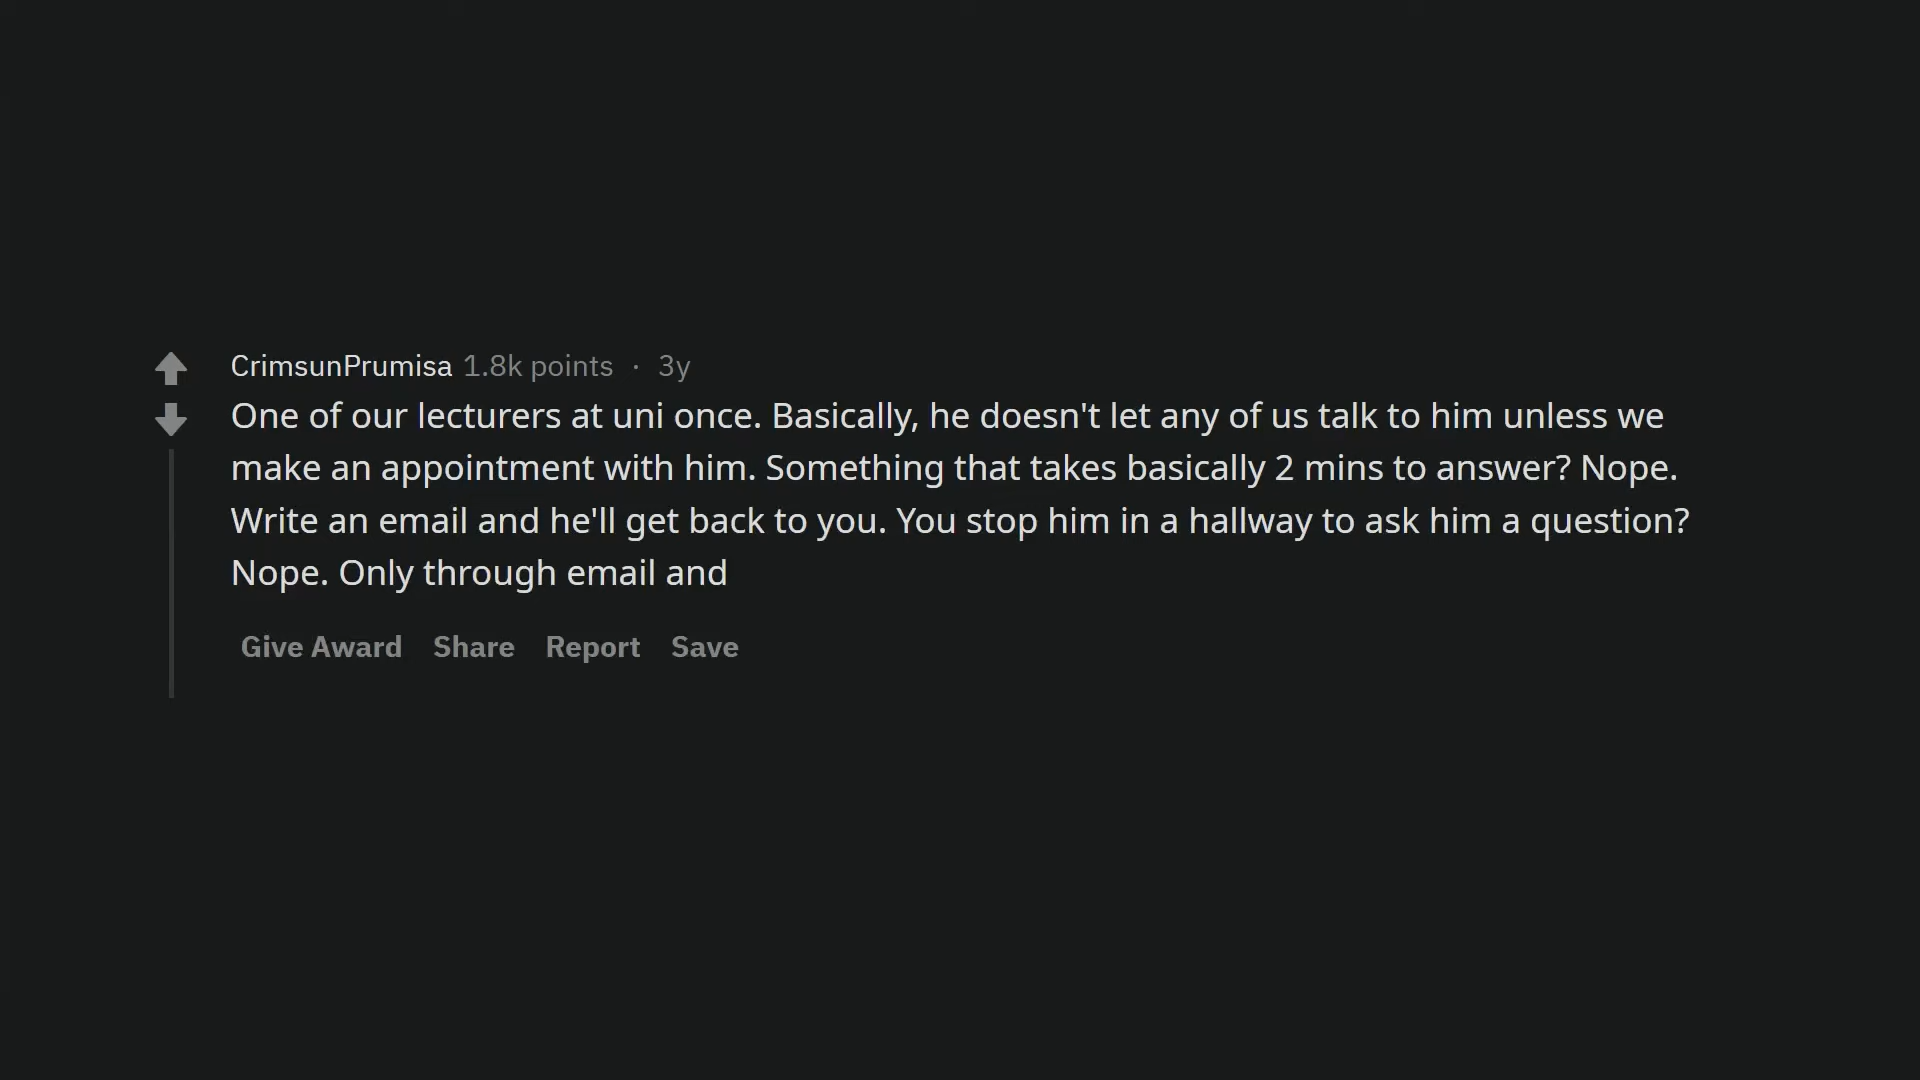 CrimsunPrumisa 1.8k points · 3y
One of our lecturers at uni once. Basically, he doesn't let any of us talk to him unless we
make an appointment with him. Something that takes basically 2 mins to answer? Nope.
Write an email and he'll get back to you. You stop him in a hallway to ask him a question?
Nope. Only through email and
Give Award Share Report Save